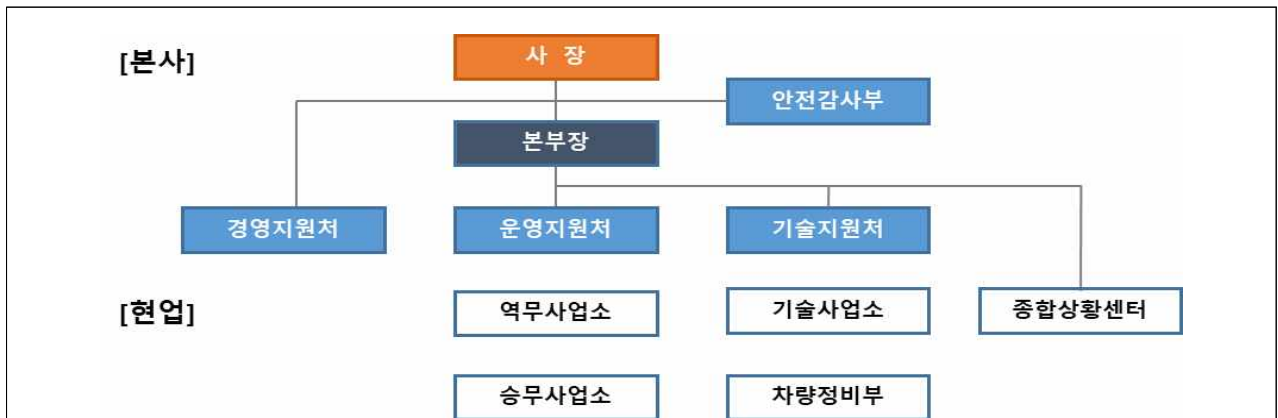 [본사]
사 장
안전감사부
본부장
경영지원처
운영지원처
기술지원처
[현업]
역무사업소
기술사업소
종합상황센터
승무사업소
차량정비부